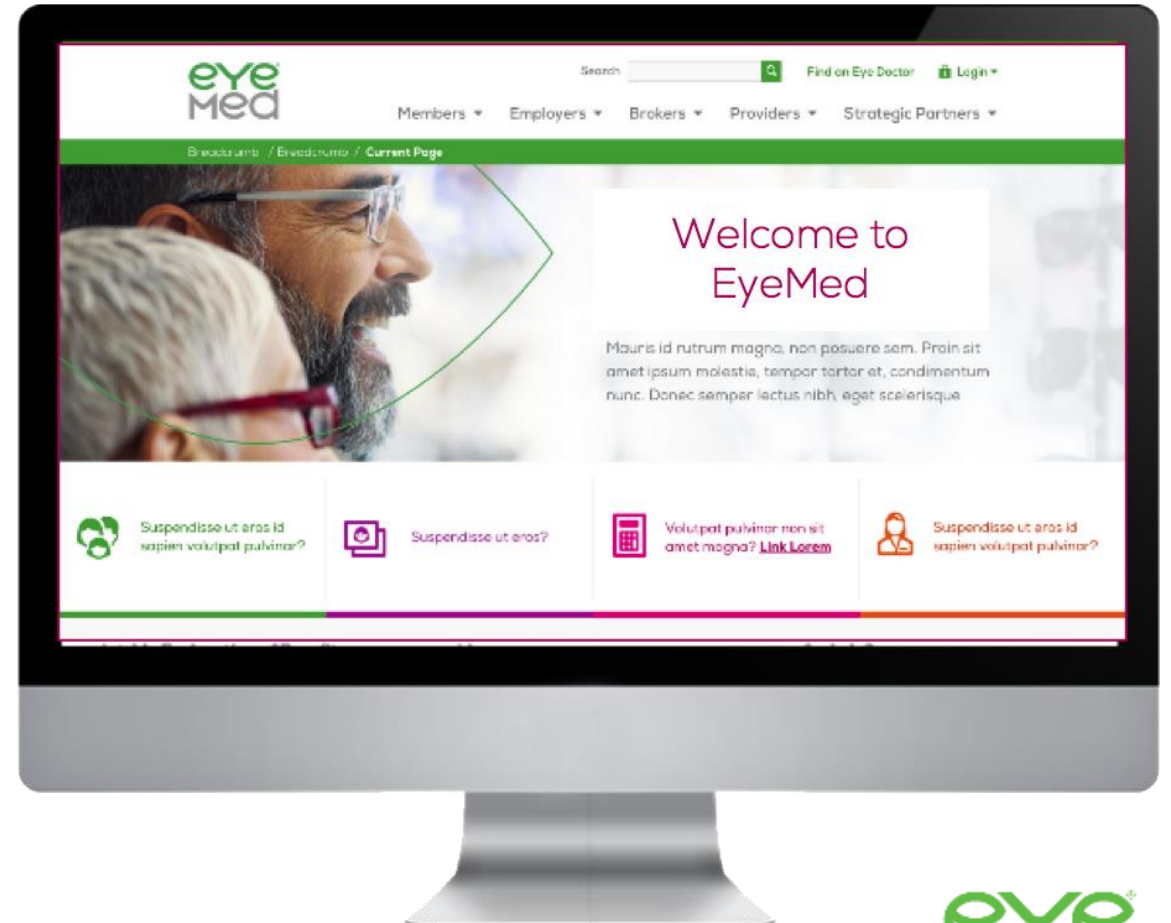 eye
Med
Search
Find an Eye Doctor
Login
Members
Employers
Brokers
Providers
Strategic Partners
Breadcrumb / Breadcrumb / Current Page
Welcome to
EyeMed
Mauris id rutrum magna, non posuere sem. Proin sit
amet ipsum molestie, tempor tortor et, condimentum
nunc. Donec semper lectus nibh, eget scelerisque
Suspendisse ut eros id
sapien volutpat pulvinar?
Suspendisse ut eros?
Volutpat pulvinar non sit
amet magna? Link Lorem
Suspendisse ut eros id
sapien volutpat pulvinar?
eye